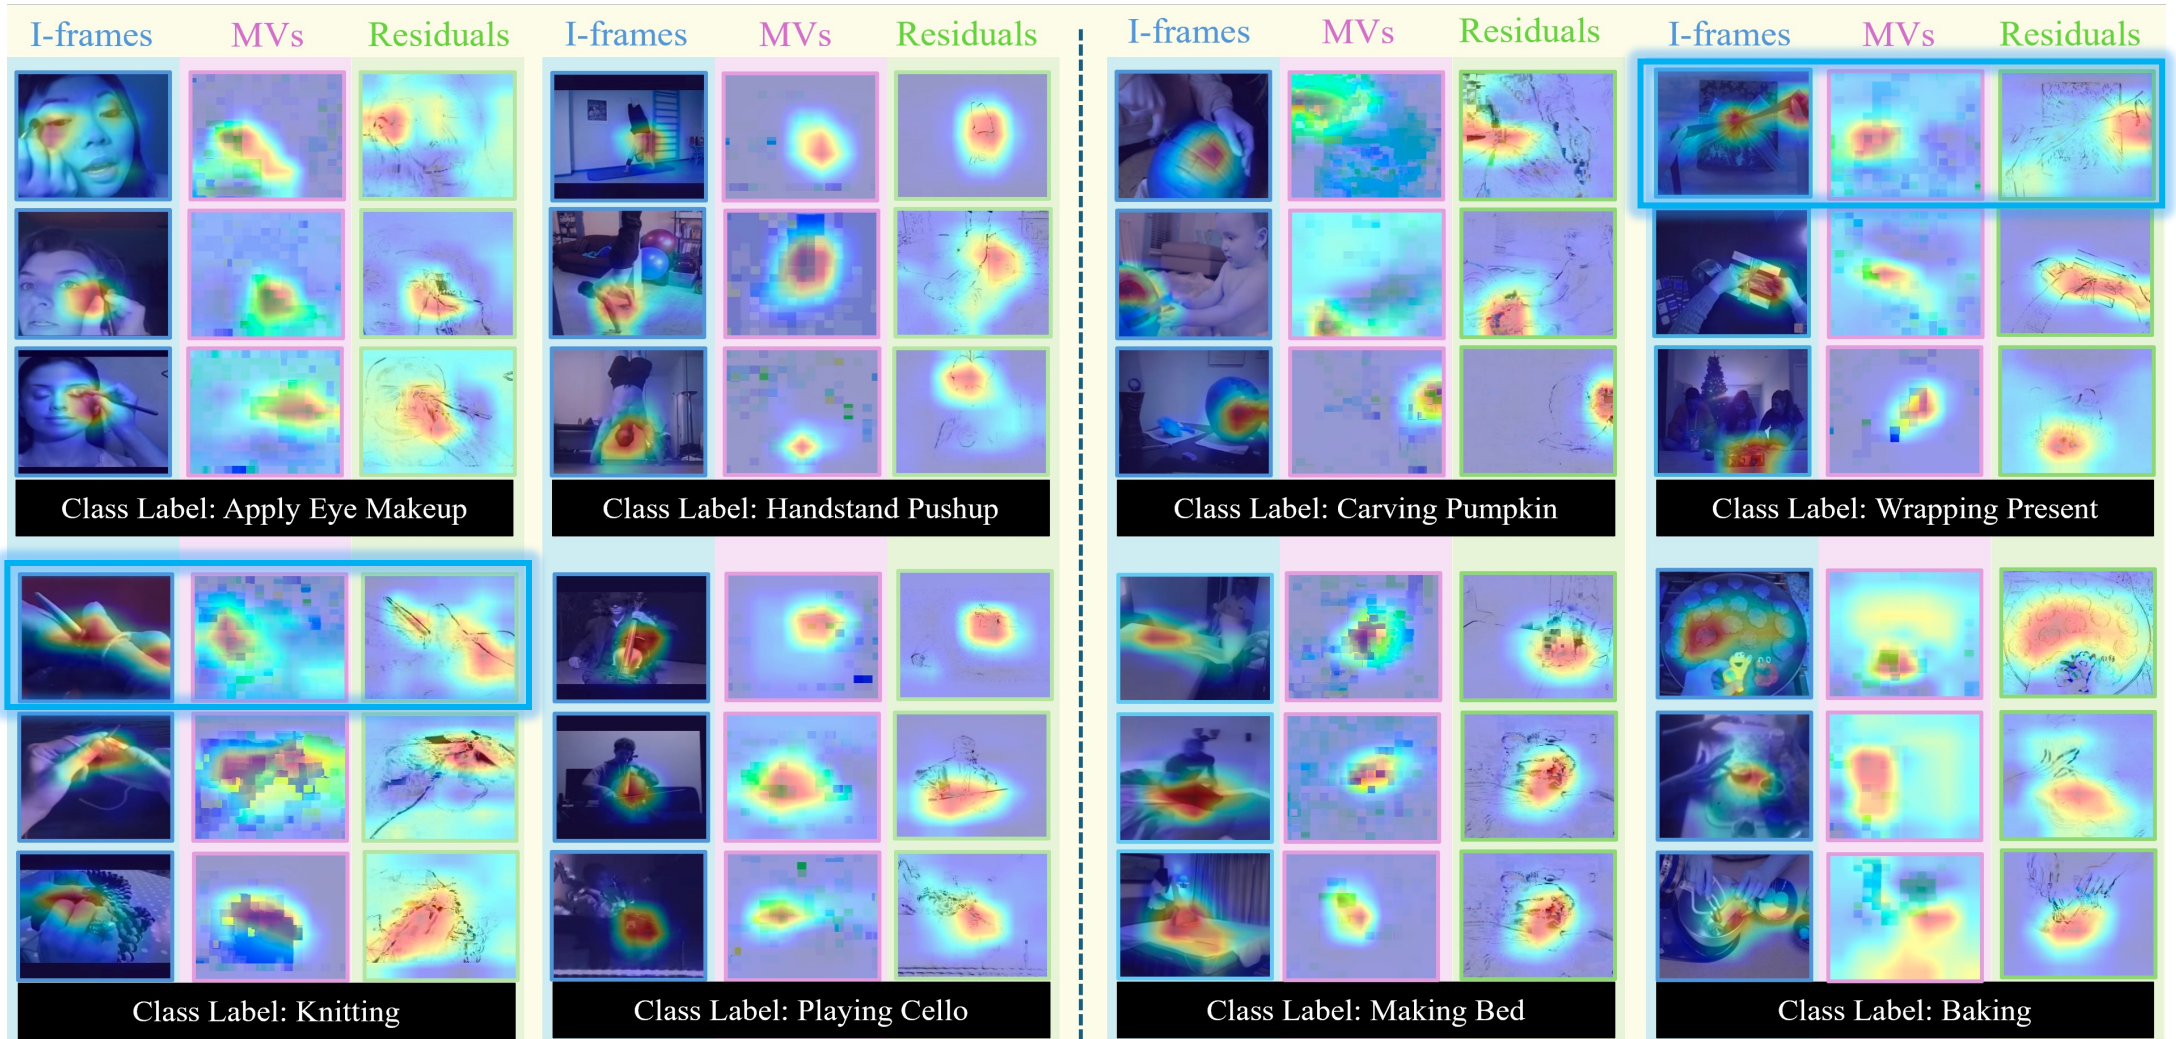 I-frames MVs Residuals I-frames MVs Residuals I-frames MVs Residuals I-frames MVs Residuals
Class Label: Apply Eye Makeup
Class Label: Handstand Pushup
Class Label: Carving Pumpkin
Class Label: Wrapping Present
Class Label: Knitting
Class Label: Playing Cello
Class Label: Making Bed
Class Label: Baking